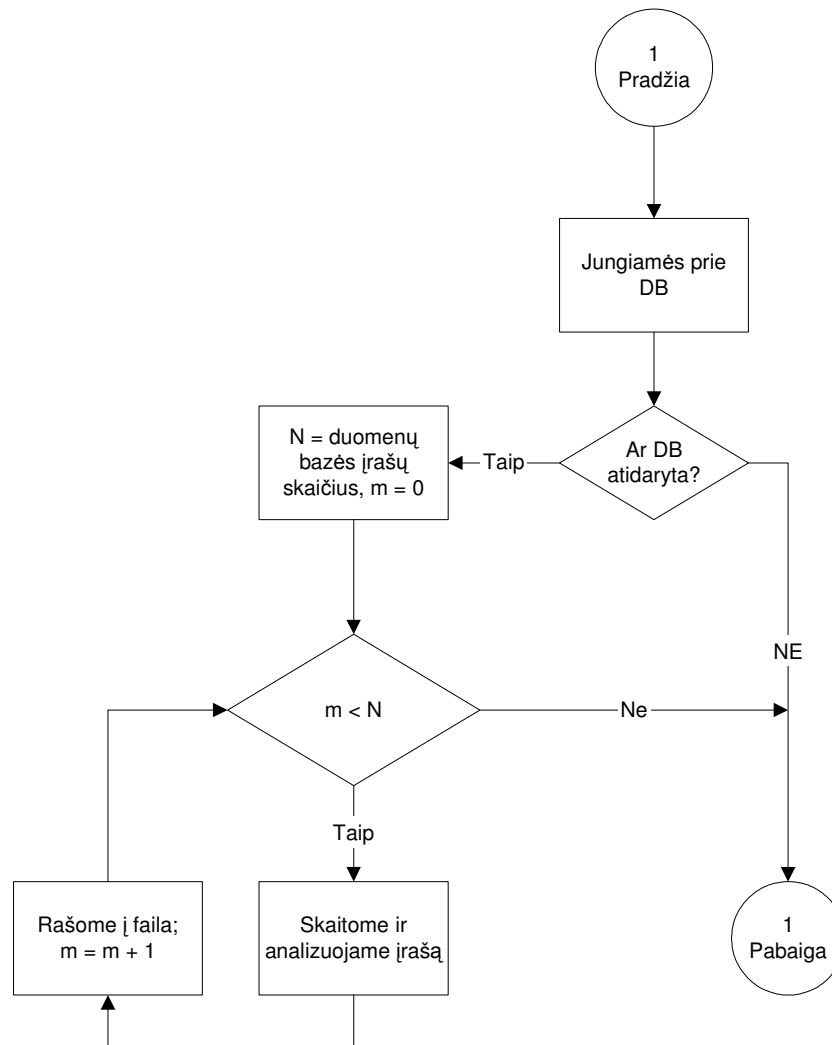 1
Pradžia
Jungiamės prie
DB
Ar DB
atidaryta?
Taip
N = duomenų
bazės įrašų
skaičius, m = 0
NE
m < N
Ne
Taip
Rašome į faila;
m = m + 1
Skaitome ir
analizuojame įrašą
1
Pabaiga